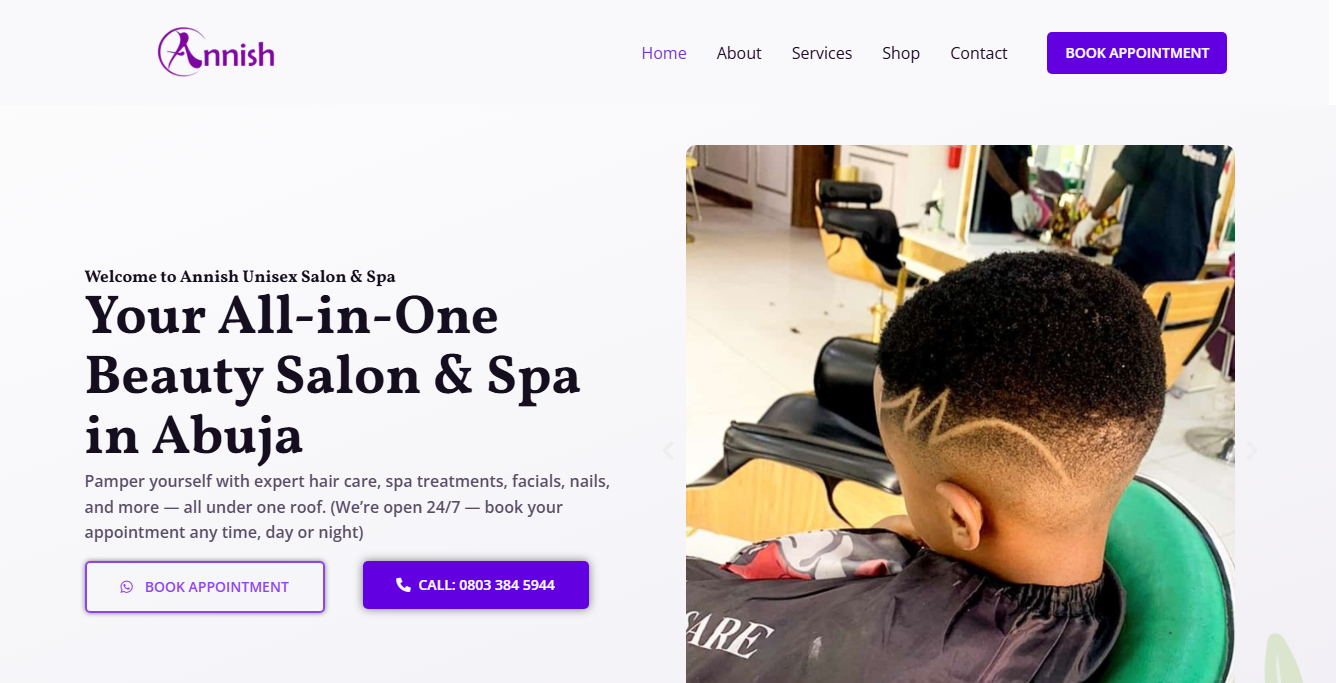 Annish
Home About Services Shop Contact BOOK APPOINTMENT
Welcome to Annish Unisex Salon & Spa
Your All-in-One
Beauty Salon & Spa
in Abuja
Pamper yourself with expert hair care, spa treatments, facials, nails,
and more — all under one roof. (We’re open 24/7 — book your
appointment any time, day or night)
BOOK APPOINTMENT CALL: 0803 384 5944